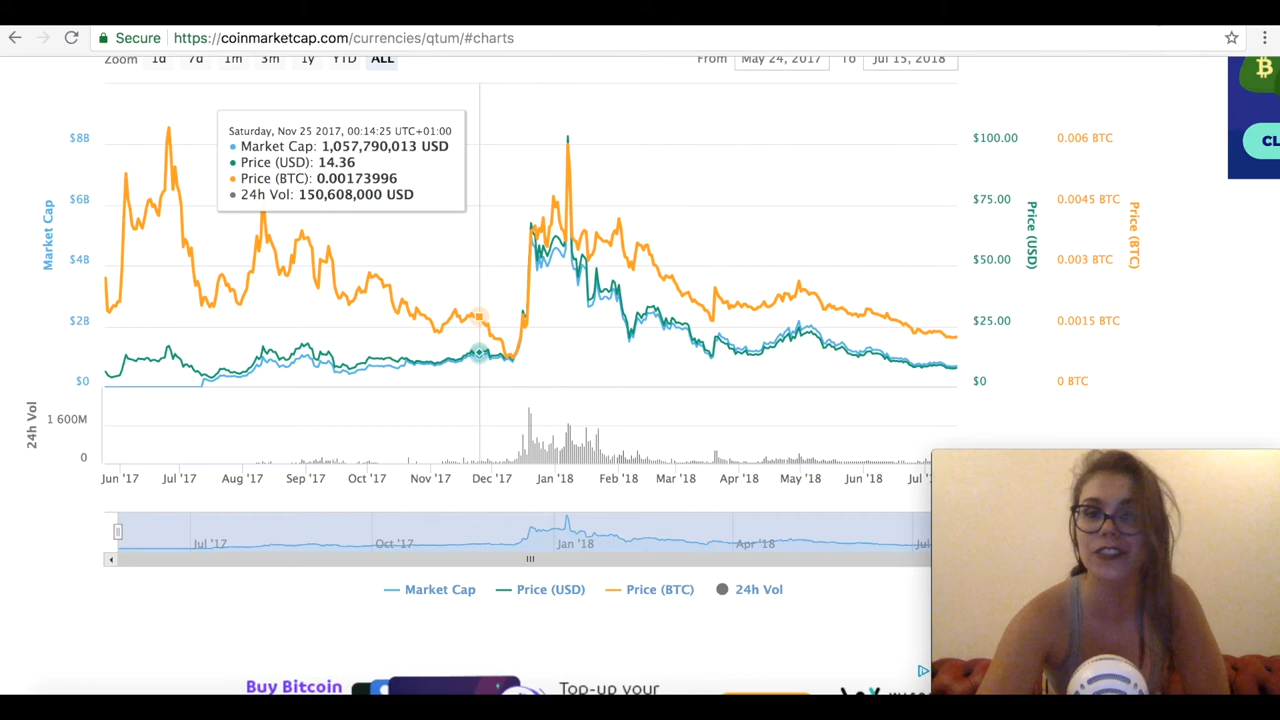 Secure https://coinmarketcap.com/currencies/qtum/#charts
Zoom 1d 7d 1m 3m 1y YTD ALL From May 24, 2017 To Jul 15, 2018
Saturday, Nov 25 2017, 00:14:25 UTC+01:00
Market Cap: 1,057,790,013 USD
Price (USD): 14.36
Price (BTC): 0.00173996
24h Vol: 150,608,000 USD
CL
$8B $100.00 0.006 BTC
$6B $75.00 0.0045 BTC
$4B $50.00 0.003 BTC
$2B $25.00 0.0015 BTC
$0 $0 0 BTC
Market Cap
Price (USD)
Price (BTC)
24h Vol
1 600M
0
Jun '17 Jul '17 Aug '17 Sep '17 Oct '17 Nov '17 Dec '17 Jan '18 Feb '18 Mar '18 Apr '18 May '18 Jun '18 Jul '
Jul '17 Oct '17 Jan '18 Apr '18 Jul
Market Cap Price (USD) Price (BTC) 24h Vol
Buy Bitcoin
Top-up your